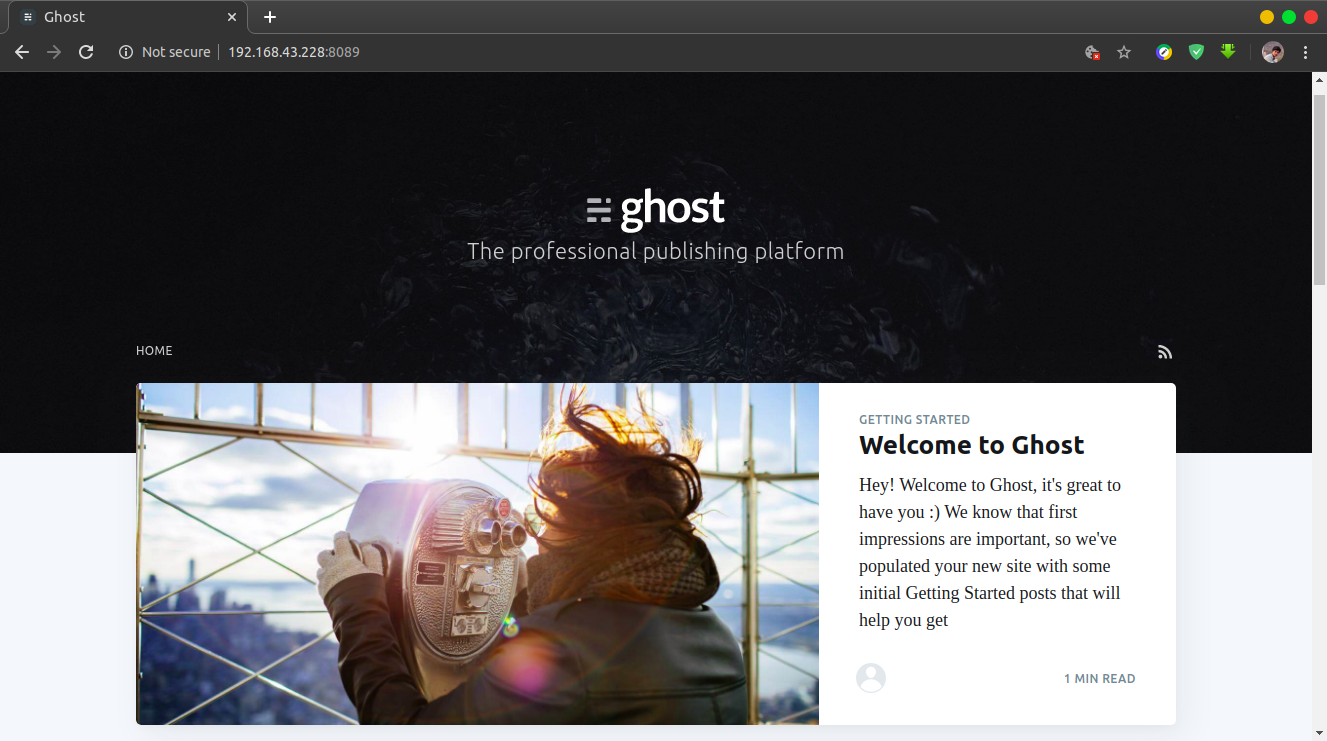 Ghost
Not secure
192.168.43.228:8089
ghost
The professional publishing platform
HOME
GETTING STARTED
Welcome to Ghost
Hey! Welcome to Ghost, it's great to
have you :) We know that first
impressions are important, so we've
populated your new site with some
initial Getting Started posts that will
help you get
1 MIN READ